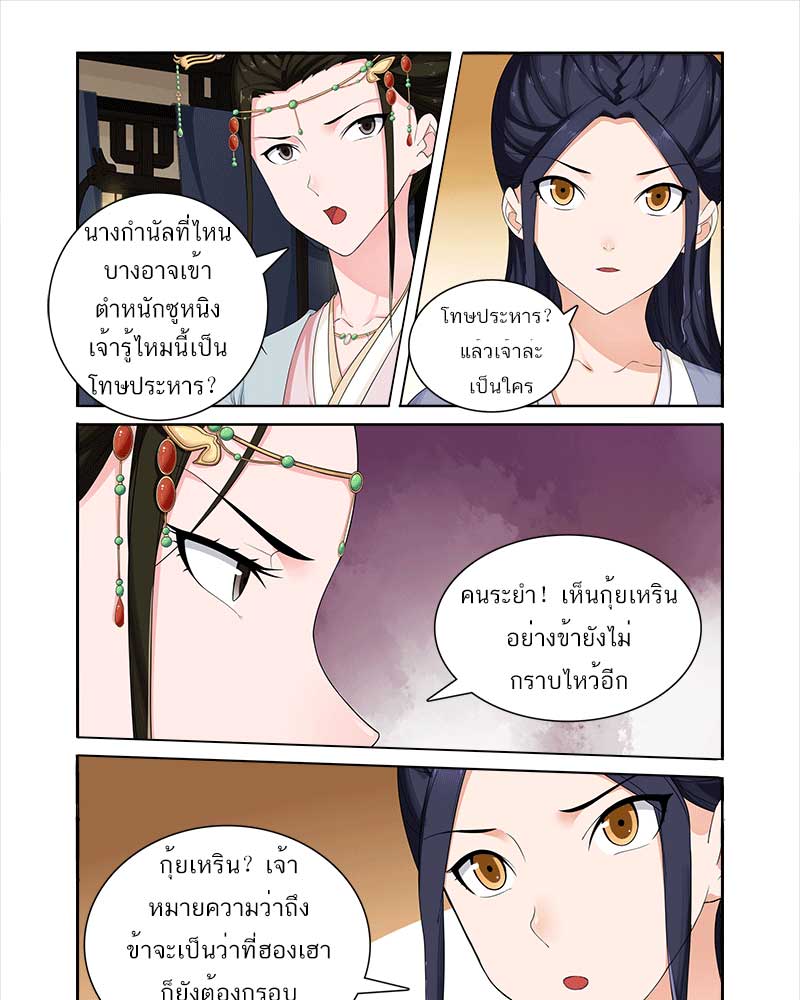 นางกำนัลที่ไหน
บางอาจเข้า
ตำหนักซูหนิง
เจ้ารู้ไหมนี้เป็น
โทษประหาร?
โทษประหาร?
แล้วเจ้าล่ะ
เป็นใคร
คนระยำ! เห็นกุ้ยเหริน
อย่างข้ายังไม่
กราบไหว้อีก
กุ้ยเหริน? เจ้า
หมายความว่าถึง
ข้าจะเป็นว่าที่ฮองเฮา
ก็ยังต้องกรอบ